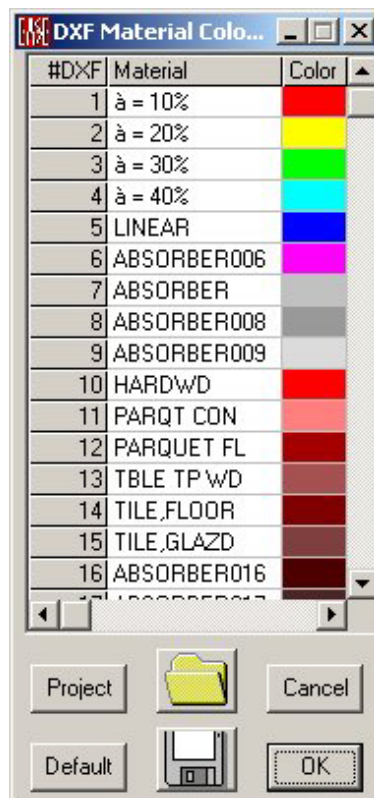 EASE DXF Material Colo...
#DXF Material Color
1 à = 10%
2 à = 20%
3 à = 30%
4 à = 40%
5 LINEAR
6 ABSORBER006
7 ABSORBER
8 ABSORBER008
9 ABSORBER009
10 HARDWD
11 PARQT CON
12 PARQUET FL
13 TBLE TP WD
14 TILE,FLOOR
15 TILE,GLAZD
16 ABSORBER016
Project
Cancel
Default
OK